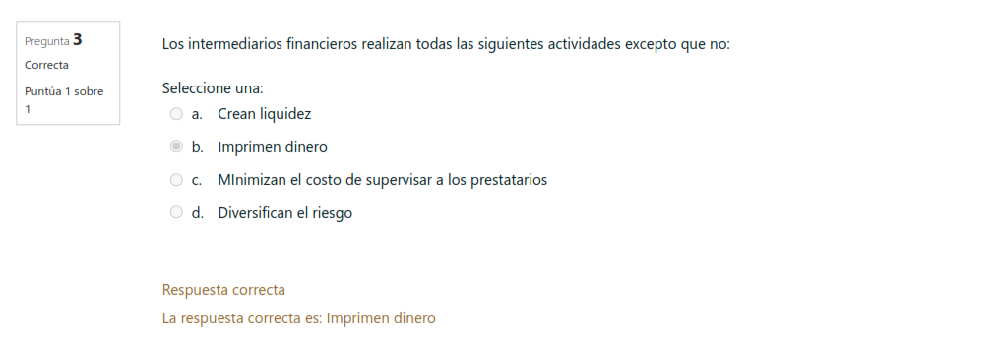 Pregunta 3
Correcta
Puntúa 1 sobre
1
Los intermediarios financieros realizan todas las siguientes actividades excepto que no:
Seleccione una:
a. Crean liquidez
b. Imprimen dinero
c. MInimizan el costo de supervisar a los prestatarios
d. Diversifican el riesgo
Respuesta correcta
La respuesta correcta es: Imprimen dinero